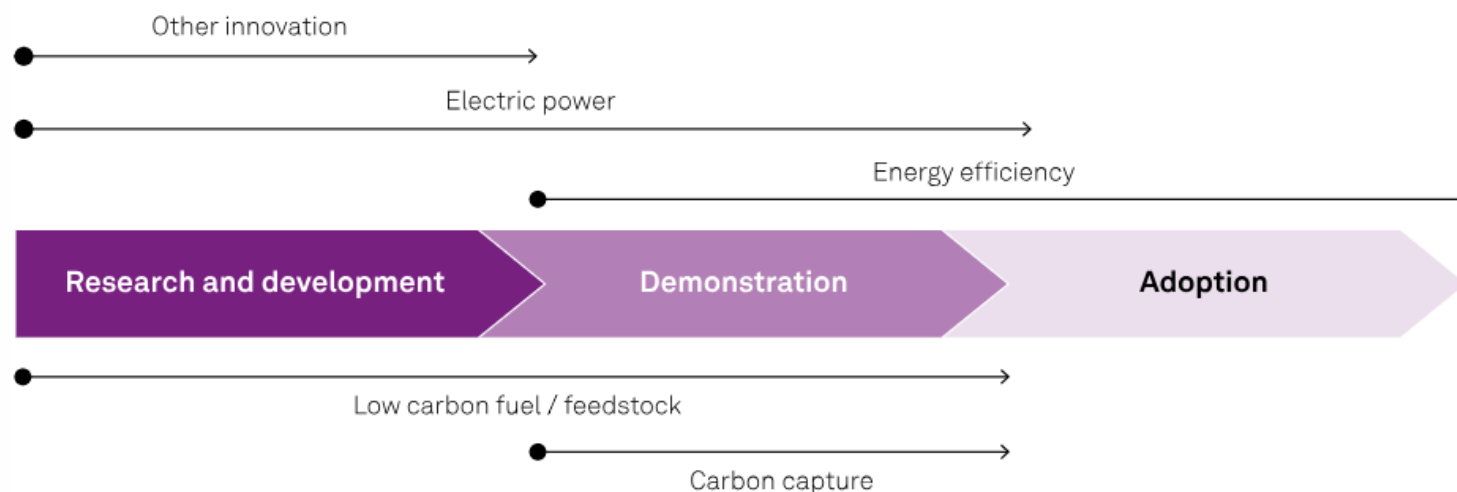 Other innovation
Electric power
Energy efficiency
Research and development
Demonstration
Adoption
Low carbon fuel / feedstock
Carbon capture